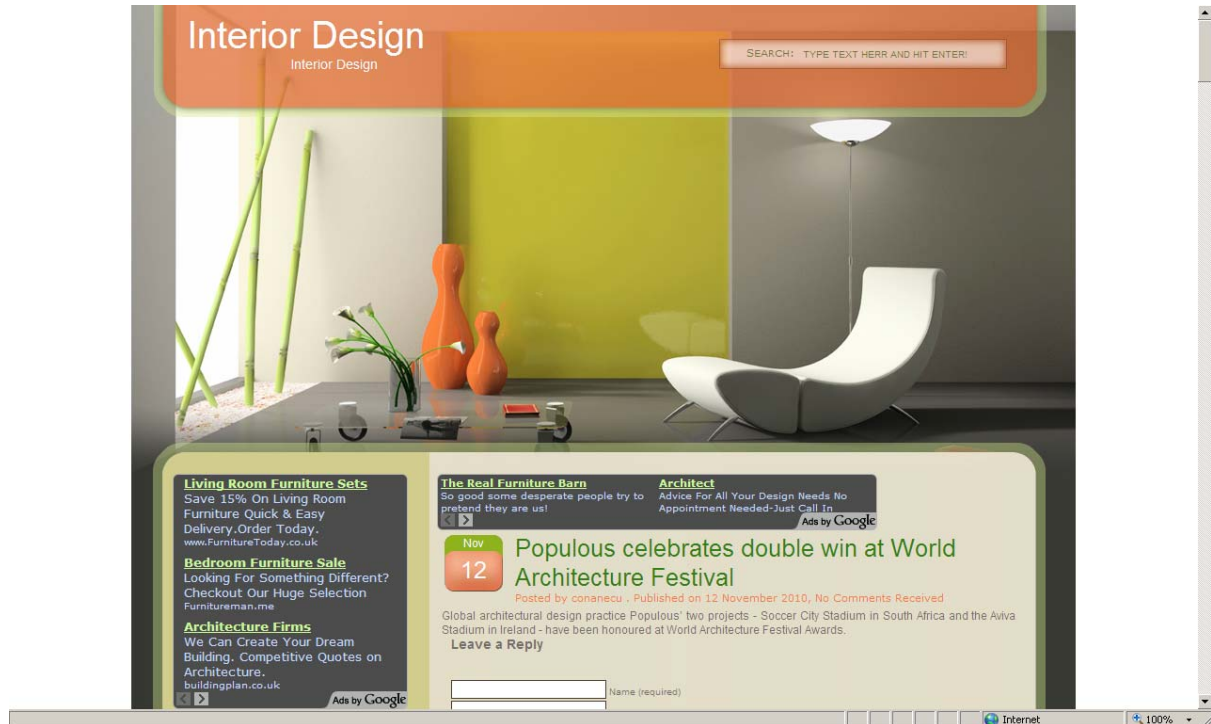 Interior Design
Interior Design
SEARCH: TYPE TEXT HERR AND HIT ENTER!
Living Room Furniture Sets
Save 15% On Living Room
Furniture Quick & Easy
Delivery.Order Today.
www.FurnitureToday.co.uk
Bedroom Furniture Sale
Looking For Something Different?
Checkout Our Huge Selection
Furnitureman.me
Architecture Firms
We Can Create Your Dream
Building. Competitive Quotes on
Architecture.
buildingplan.co.uk
Ads by Google
The Real Furniture Barn
So good some desperate people try to
pretend they are us!
Architect
Advice For All Your Design Needs No
Appointment Needed-Just Call In
Ads by Google
Nov
12
Populous celebrates double win at World
Architecture Festival
Posted by conanecu . Published on 12 November 2010, No Comments Received
Global architectural design practice Populous' two projects - Soccer City Stadium in South Africa and the Aviva
Stadium in Ireland - have been honoured at World Architecture Festival Awards.
Leave a Reply
Name (required)
Internet
100%